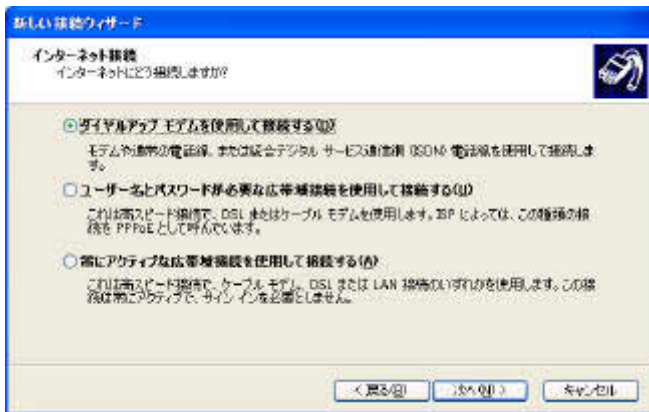 新しい接続ウィザード
インターネット接続
インターネットにどう接続しますか?
ダイヤルアップ モデムを使用して接続する(D)
モデムや通常の電話線、または統合デジタル サービス通信網 (ISDN) 電話線を使用して接続しま
す。
ユーザー名とパスワードが必要な広帯域接続を使用して接続する(U)
これは高スピード接続で、DSL またはケーブル モデムを使用します。ISP によっては、この種類の接
続を PPPoE として呼んでいます。
常にアクティブな広帯域接続を使用して接続する(A)
これは高スピード接続で、ケーブル モデム、DSL または LAN 接続のいずれかを使用します。この接
続は常にアクティブで、サイン インを必要としません。
< 戻る(B)
次へ(N) >
キャンセル